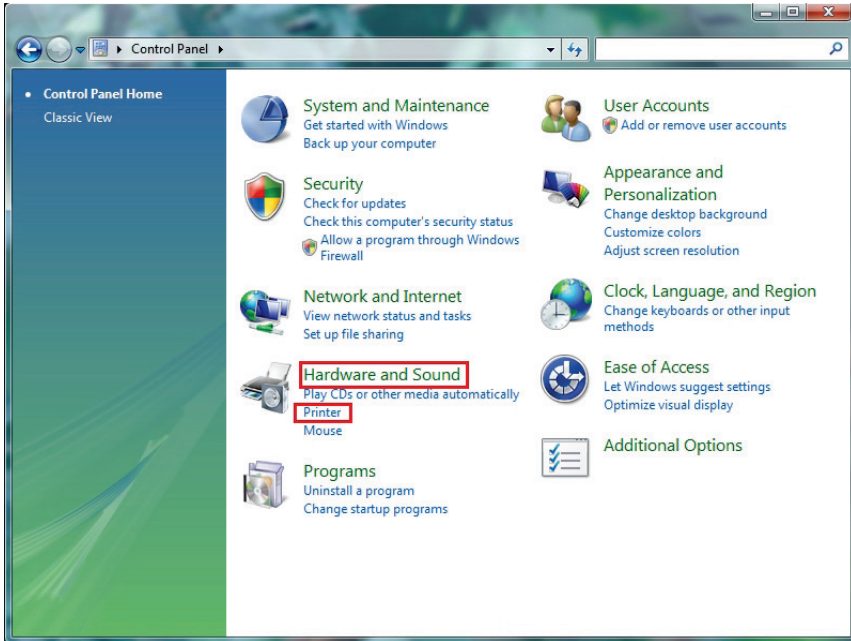 Control Panel
Control Panel Home
Classic View
System and Maintenance
Get started with Windows
Back up your computer
Security
Check for updates
Check this computer's security status
Allow a program through Windows
Firewall
Network and Internet
View network status and tasks
Set up file sharing
Hardware and Sound
Play CDs or other media automatically
Printer
Mouse
Programs
Uninstall a program
Change startup programs
User Accounts
Add or remove user accounts
Appearance and
Personalization
Change desktop background
Customize colors
Adjust screen resolution
Clock, Language, and Region
Change keyboards or other input
methods
Ease of Access
Let Windows suggest settings
Optimize visual display
Additional Options